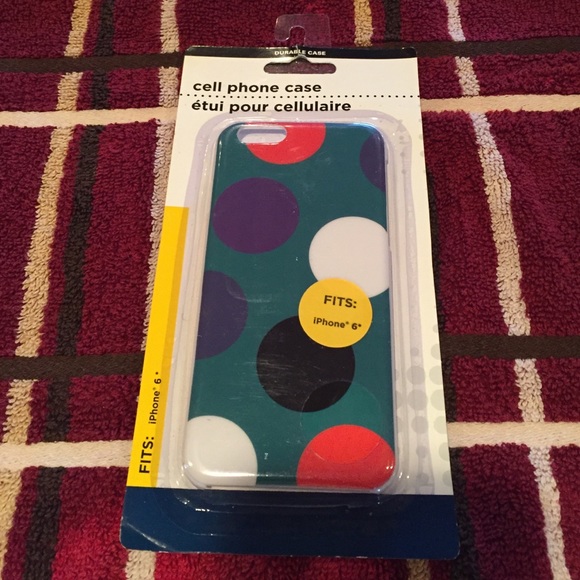 DURABLE CASE
cell phone case
étui pour cellulaire
FITS:
iPhone® 6*
FITS: iPhone® 6*